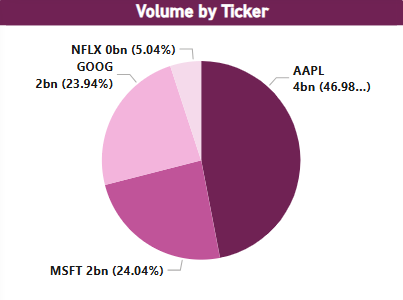 Volume by Ticker
NFLX 0bn (5.04%)
GOOG
2bn (23.94%)
AAPL
4bn (46.98...)
MSFT 2bn (24.04%)